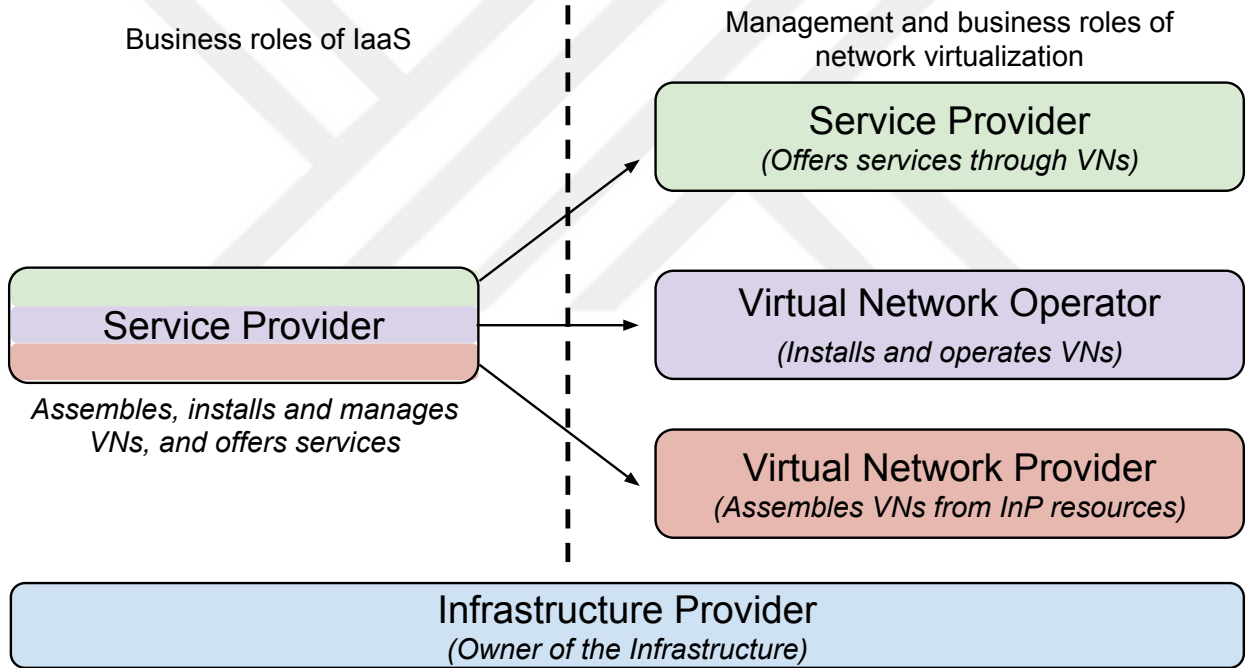 Business roles of IaaS
Management and business roles of
network virtualization
Service Provider
(Offers services through VNs)
Service Provider
Assembles, installs and manages
VNs, and offers services
Virtual Network Operator
(Installs and operates VNs)
Virtual Network Provider
(Assembles VNs from InP resources)
Infrastructure Provider
(Owner of the Infrastructure)